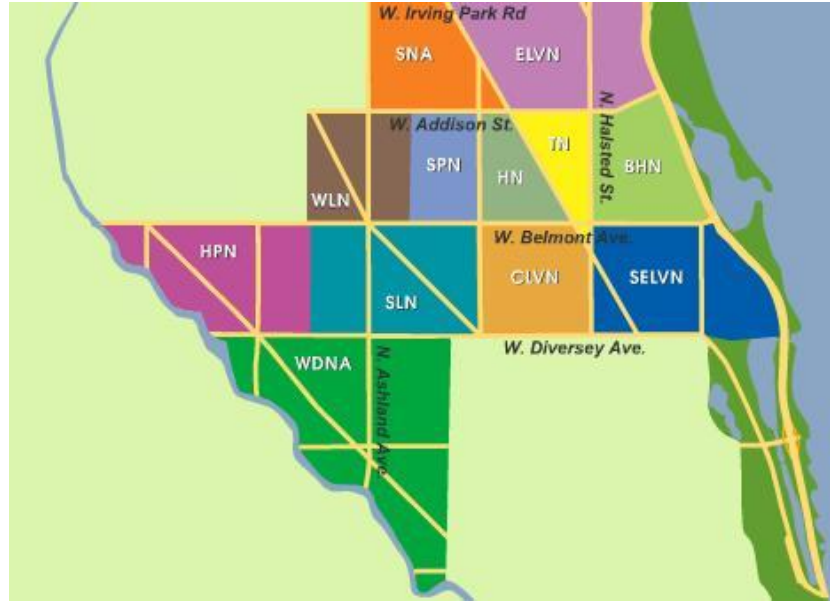 W. Irving Park Rd
SNA
ELVN
N. Halsted St.
W. Addison St.
TN
SPN
HN
BHN
WLN
W. Belmont Ave.
HPN
CLVN
SELVN
SLN
W. Diversey Ave.
WDNA
N. Ashland Ave.